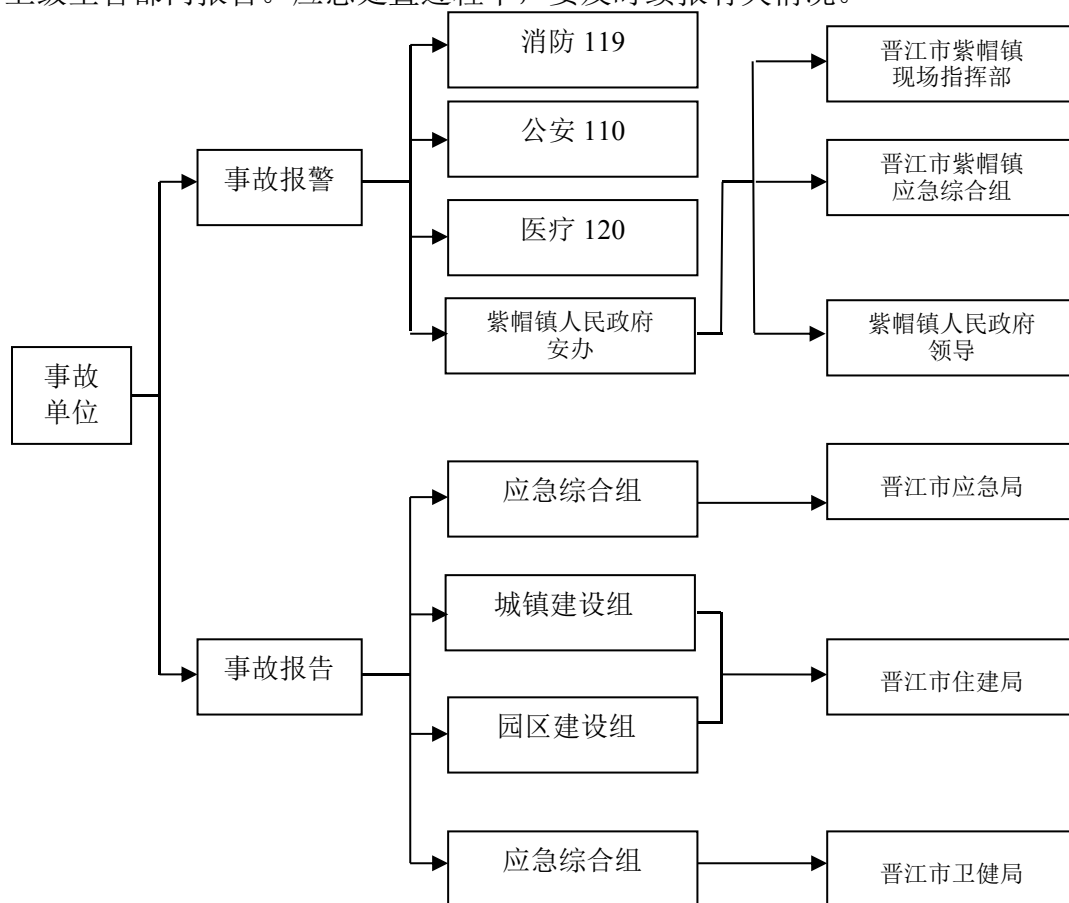 上级主管部门报告。应急处置过程中，要及时续报有关情况。
消防 119
公安 110
医疗 120
紫帽镇人民政府
安办
晋江市紫帽镇
现场指挥部
晋江市紫帽镇
应急综合组
紫帽镇人民政府
领导
事故报警
事故
单位
事故报告
应急综合组
城镇建设组
园区建设组
应急综合组
晋江市应急局
晋江市住建局
晋江市卫健局